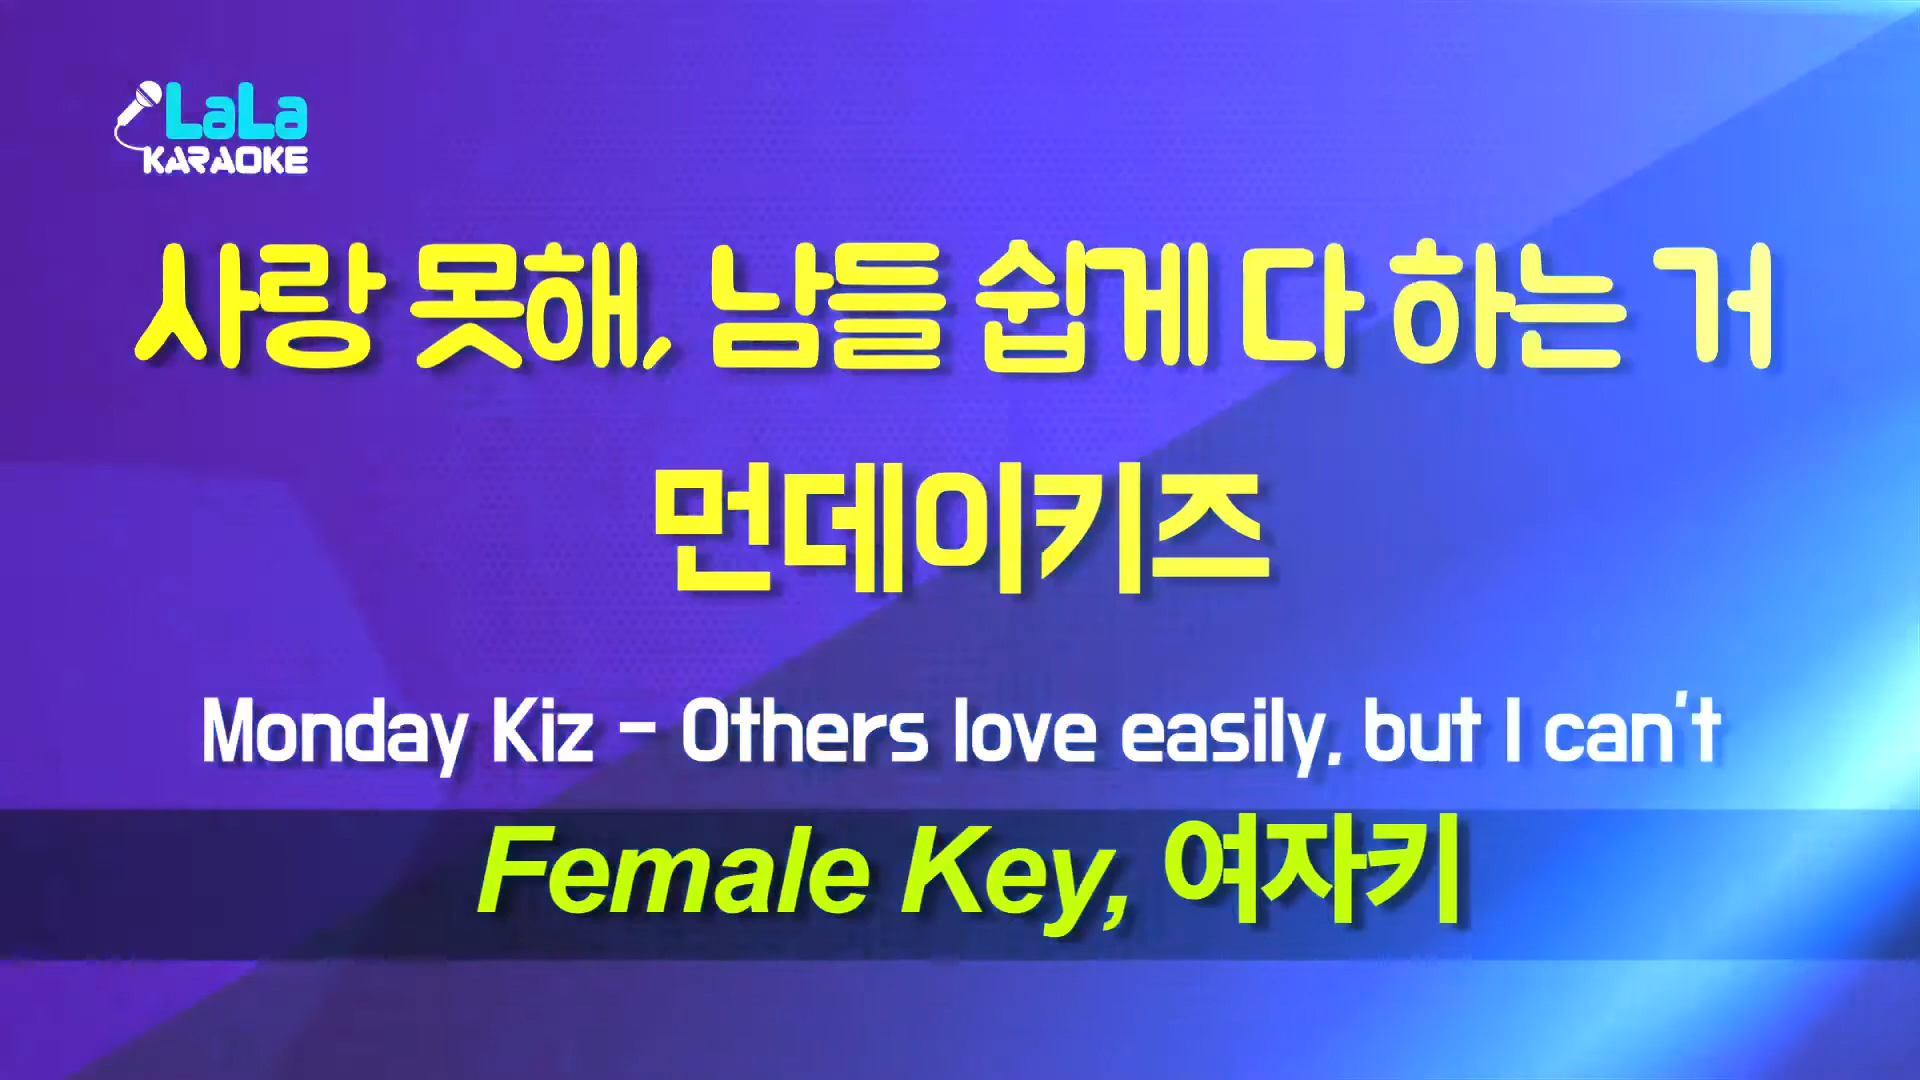 LaLa
KARAOKE
사랑 못해, 남들 쉽게 다 하는 거
먼데이키즈
Monday Kiz - Others love easily, but I can't
Female Key, 여자키